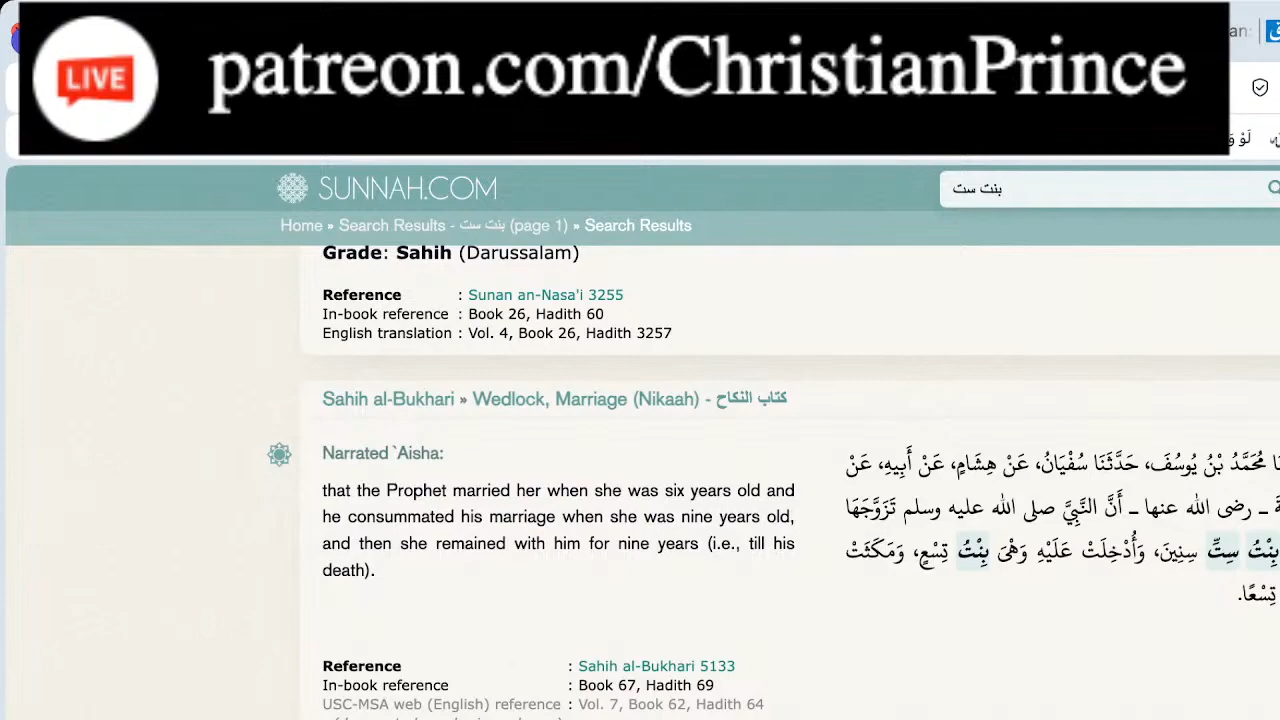 LIVE
patreon.com/ChristianPrince
SUNNAH.COM
بنت ست
Home » Search Results - بنت ست (page 1) » Search Results
لَوْ
Grade: Sahih (Darussalam)
Reference : Sunan an-Nasa'i 3255
In-book reference : Book 26, Hadith 60
English translation : Vol. 4, Book 26, Hadith 3257
Sahih al-Bukhari » Wedlock, Marriage (Nikaah) - كتاب النكاح
Narrated `Aisha:
that the Prophet married her when she was six years old and
he consummated his marriage when she was nine years old,
and then she remained with him for nine years (i.e., till his
death).
مُحَمَّدُ بْنُ يُوسُفَ، حَدَّثَنَا سُفْيَانُ، عَنْ هِشَامٍ، عَنْ أَبِيهِ، عَنْ
ـ رضى الله عنها ـ أَنَّ النَّبِيَّ صلى الله عليه وسلم تَزَوَّجَهَا
بِنْتُ سِتِّ سِنِينَ، وَأُدْخِلَتْ عَلَيْهِ وَهْىَ بِنْتُ تِسْعٍ، وَمَكَثَتْ
تِسْعًا.
Reference : Sahih al-Bukhari 5133
In-book reference : Book 67, Hadith 69
USC-MSA web (English) reference : Vol. 7, Book 62, Hadith 64